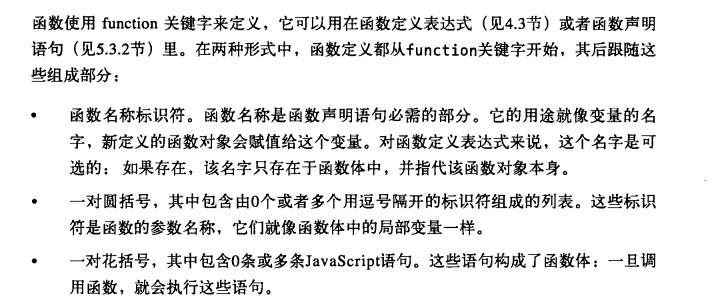 函数使用 function 关键字来定义，它可以用在函数定义表达式（见4.3节）或者函数声明
语句（见5.3.2节）里。在两种形式中，函数定义都从function关键字开始，其后跟随这
些组成部分：
• 函数名称标识符。函数名称是函数声明语句必需的部分。它的用途就像变量的名
字，新定义的函数对象会赋值给这个变量。对函数定义表达式来说，这个名字是可
选的： 如果存在，该名字只存在于函数体中，并指代该函数对象本身。
• 一对圆括号，其中包含由0个或者多个用逗号隔开的标识符组成的列表。这些标识
符是函数的参数名称，它们就像函数体中的局部变量一样。
• 一对花括号，其中包含0条或多条JavaScript语句。这些语句构成了函数体：一旦调
用函数，就会执行这些语句。